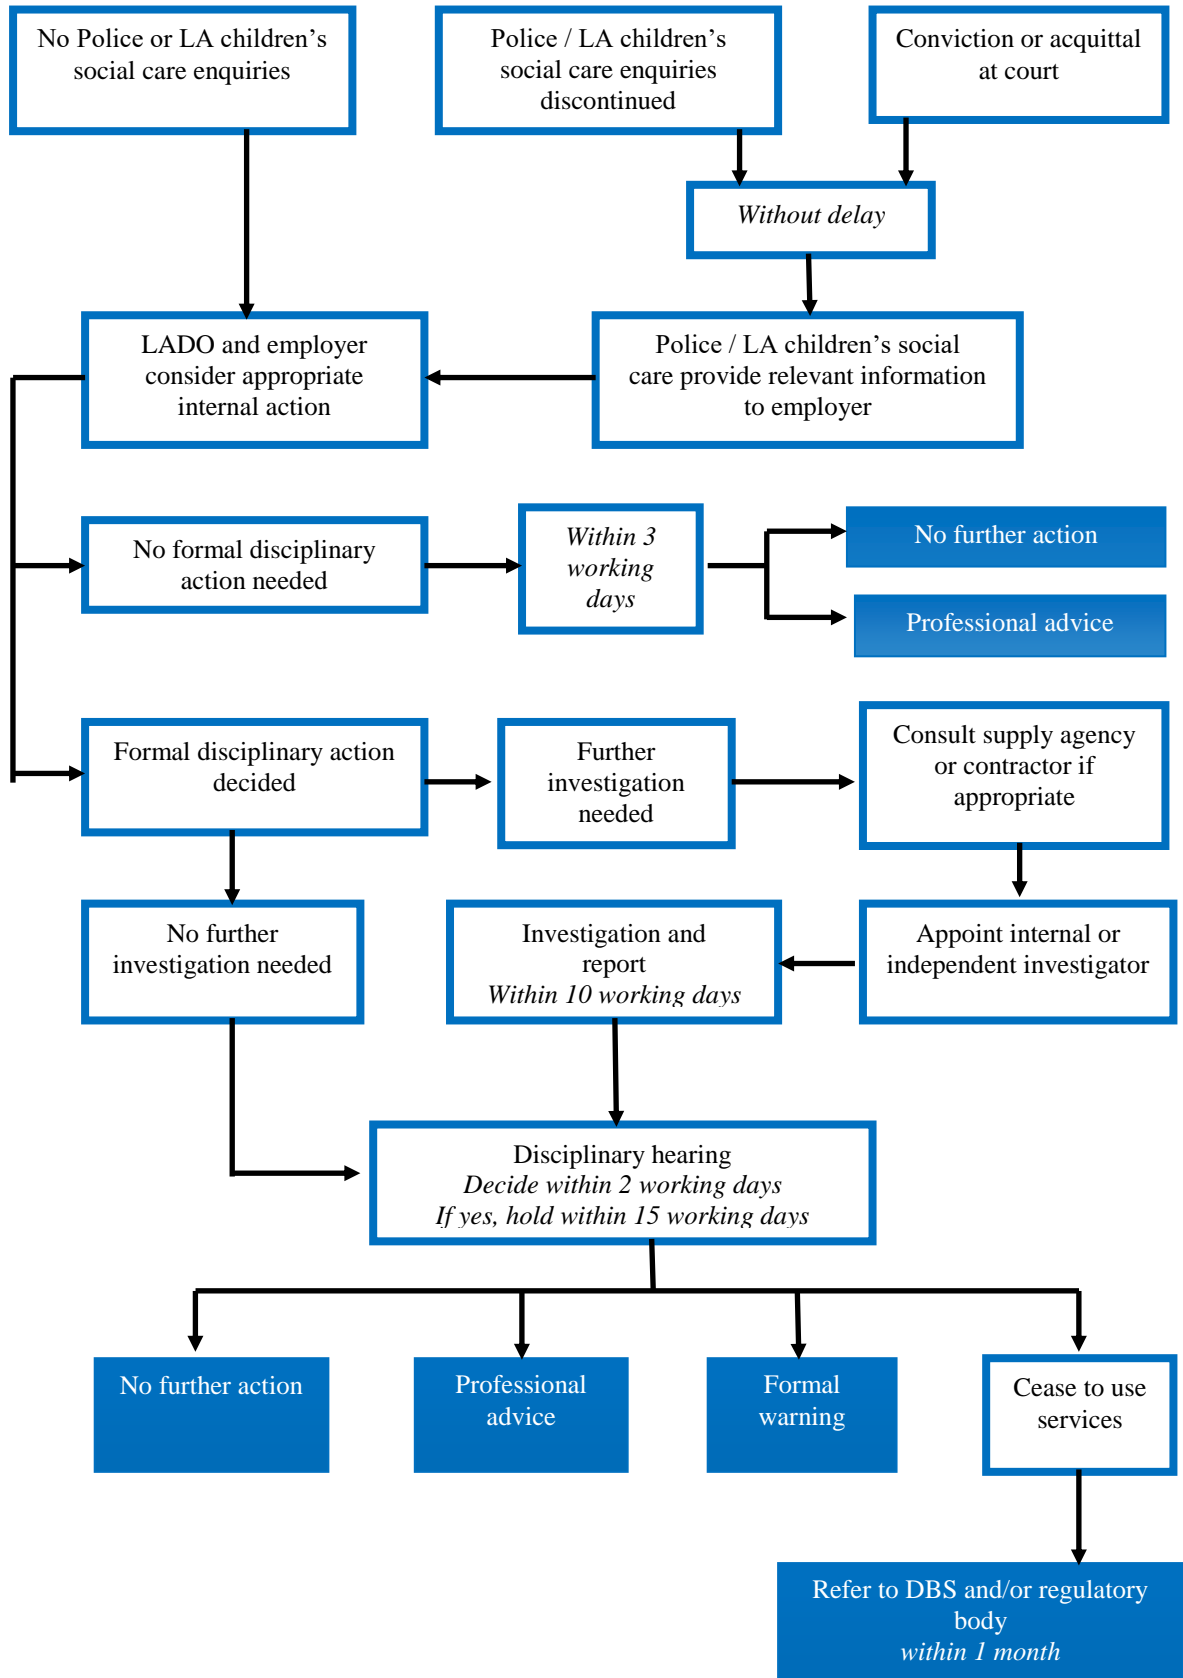 No Police or LA children’s
social care enquiries
Police / LA children’s
social care enquiries
discontinued
Conviction or acquittal
at court
Without delay
LADO and employer
consider appropriate
internal action
Police / LA children’s social
care provide relevant information
to employer
No formal disciplinary
action needed
Within 3
working
days
No further action
Professional advice
Formal disciplinary action
decided
Further
investigation
needed
Consult supply agency
or contractor if
appropriate
No further
investigation needed
Investigation and
report
Within 10 working days
Appoint internal or
independent investigator
Disciplinary hearing
Decide within 2 working days
If yes, hold within 15 working days
No further action
Professional
advice
Formal
warning
Cease to use
services
Refer to DBS and/or regulatory
body
within 1 month